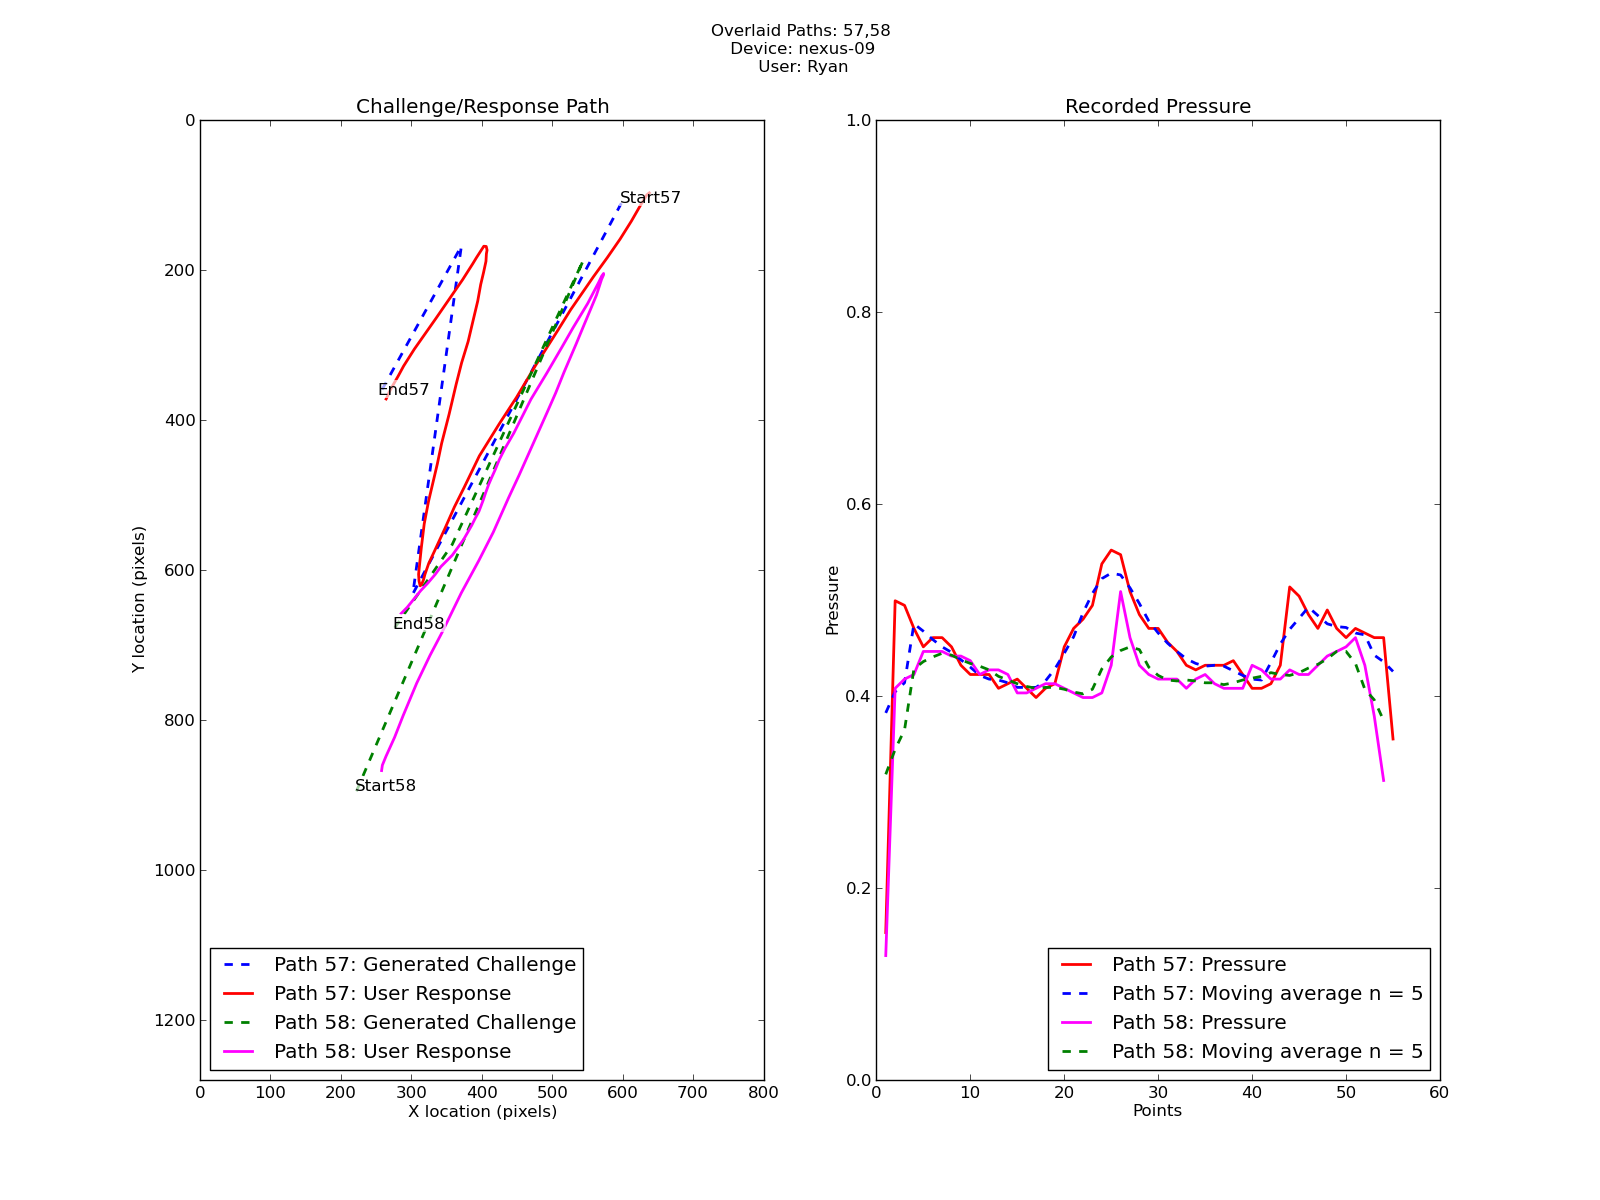 Overlaid Paths: 57,58
Device: nexus-09
User: Ryan
Challenge/Response Path
0
200
400
600
800
1000
1200
Y location (pixels)
Start57
End57
End58
Start58
Path 57: Generated Challenge
Path 57: User Response
Path 58: Generated Challenge
Path 58: User Response
0 100 200 300 400 500 600 700 800
X location (pixels)
Recorded Pressure
1.0
0.8
0.6
0.4
0.2
0.0
Pressure
Path 57: Pressure
Path 57: Moving average n = 5
Path 58: Pressure
Path 58: Moving average n = 5
0 10 20 30 40 50 60
Points